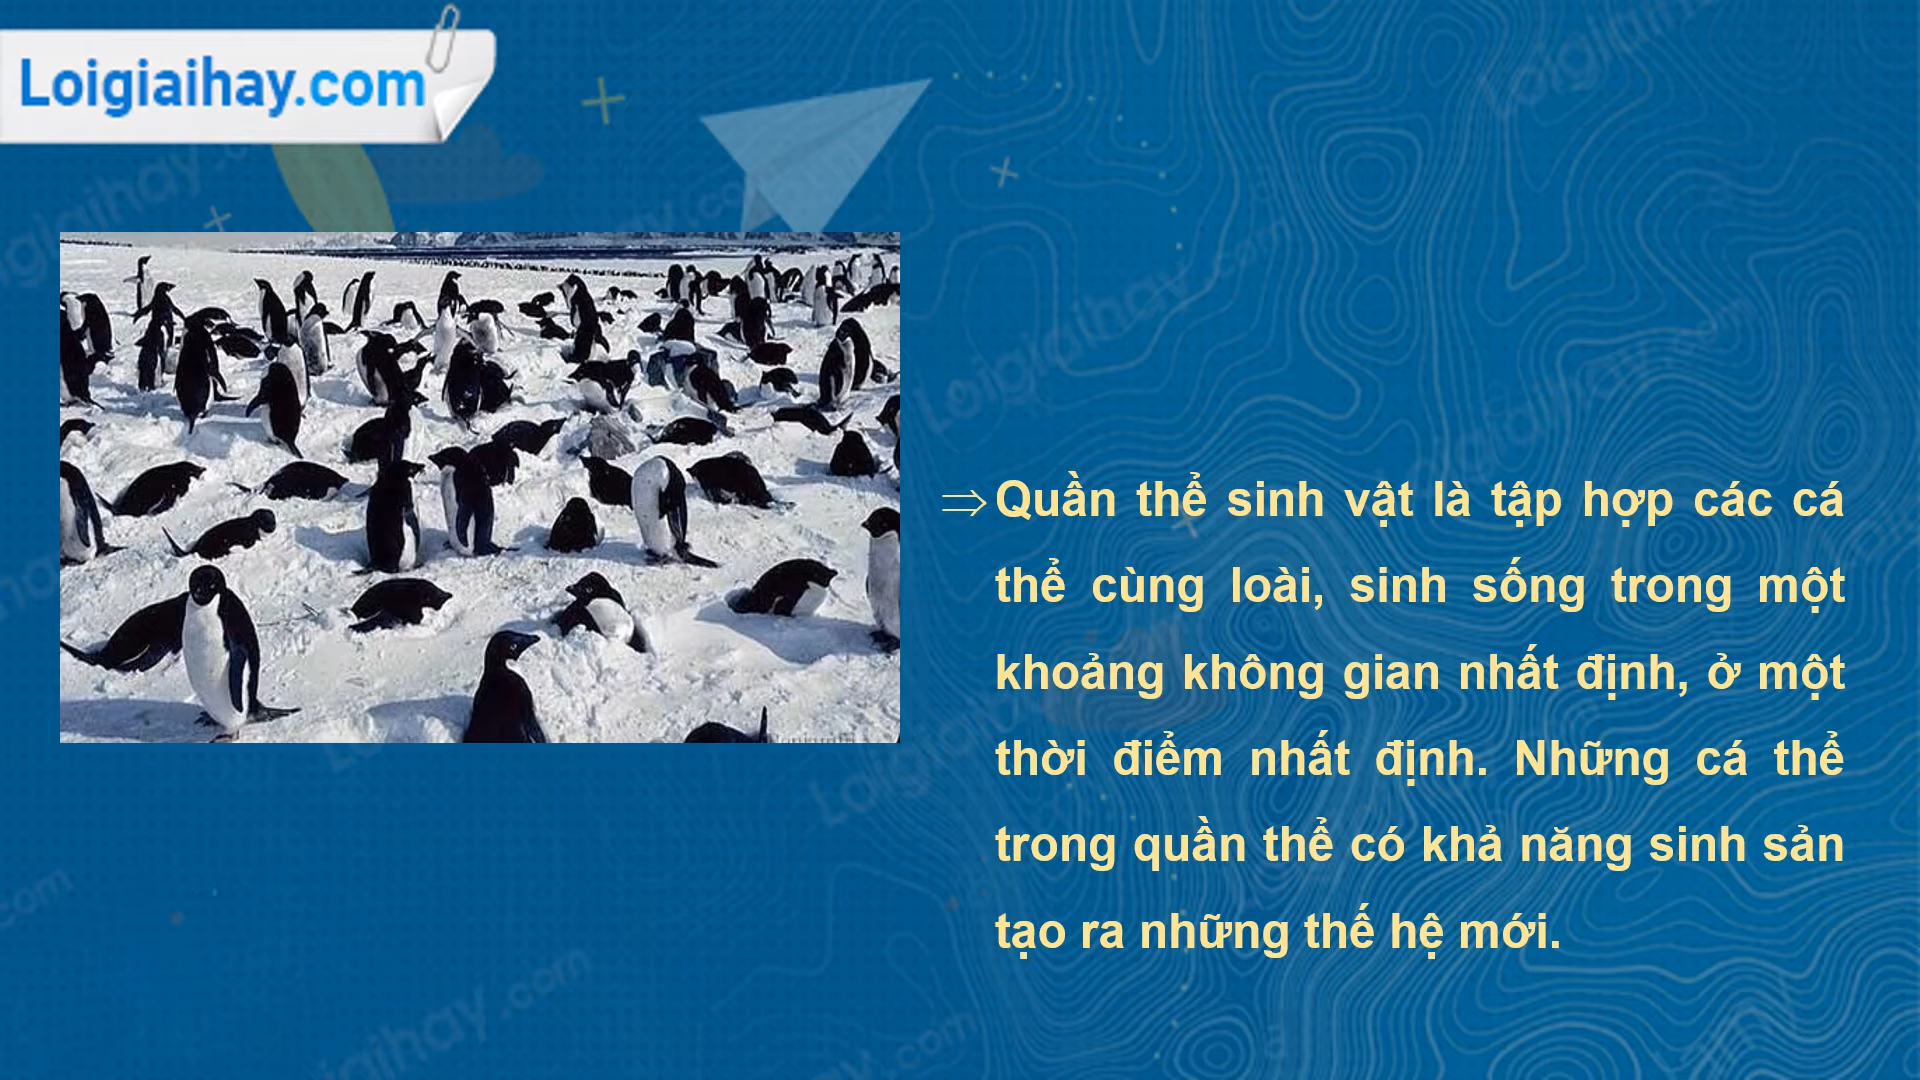 Loigiaihay.com
⇒ Quần thể sinh vật là tập hợp các cá
thể cùng loài, sinh sống trong một
khoảng không gian nhất định, ở một
thời điểm nhất định. Những cá thể
trong quần thể có khả năng sinh sản
tạo ra những thế hệ mới.